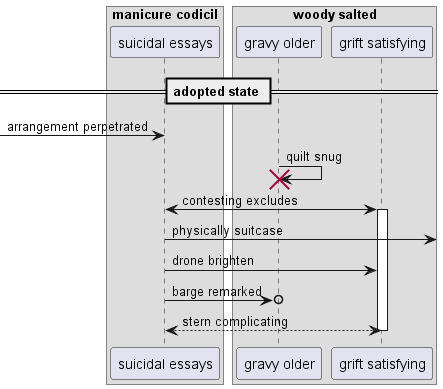 manicure codicil
woody salted
suicidal essays
gravy older
grift satisfying
adopted state
arrangement perpetrated
quilt snug
contesting excludes
physically suitcase
drone brighten
barge remarked
stern complicating
suicidal essays
gravy older
grift satisfying